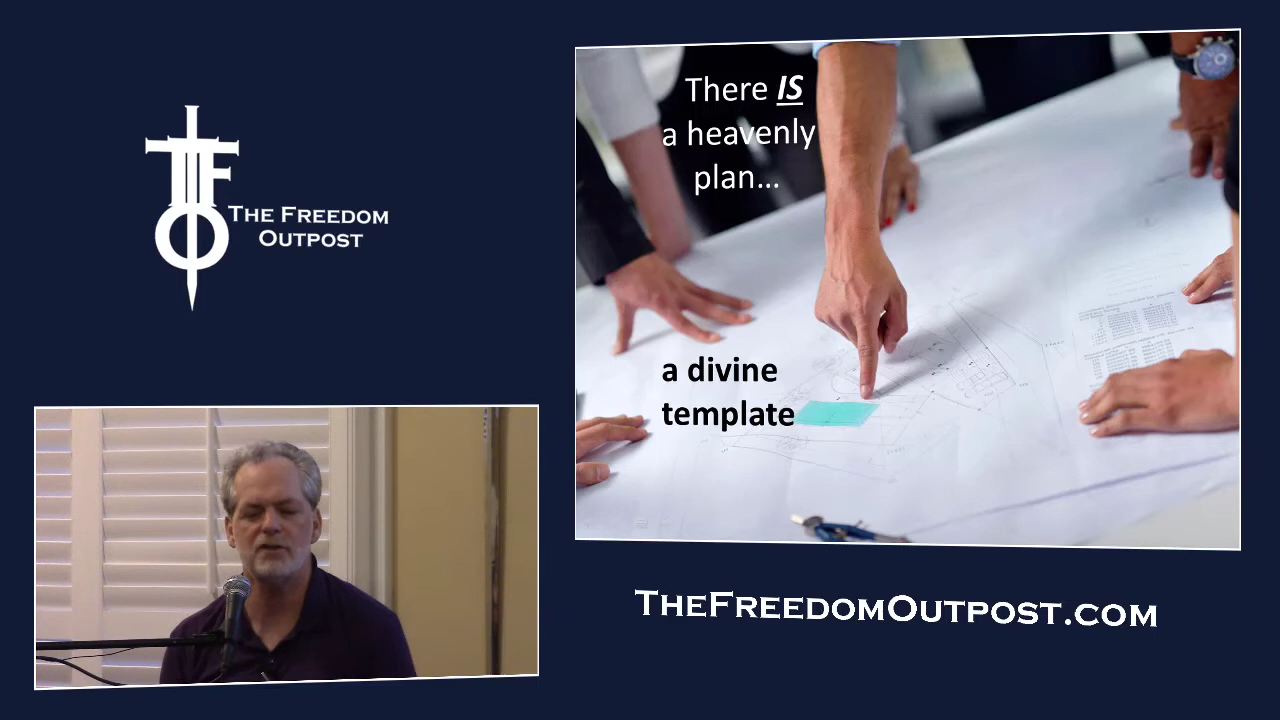 THE FREEDOM
OUTPOST
There IS
a heavenly
plan...
a divine
template
THEFREEDOMOUTPOST.COM